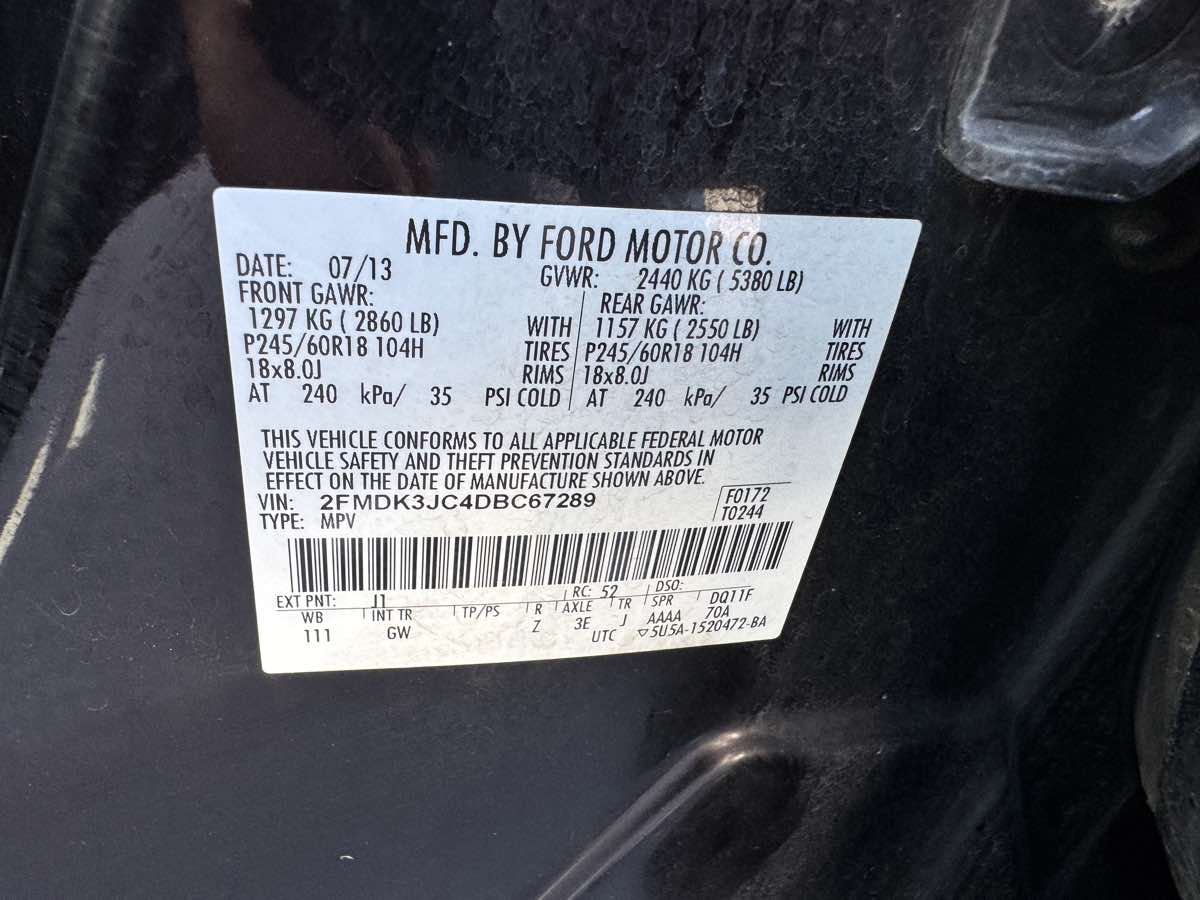 MFD. BY FORD MOTOR CO.
DATE: 07/13 GVWR: 2440 KG ( 5380 LB)
FRONT GAWR: REAR GAWR:
1297 KG ( 2860 LB) WITH 1157 KG ( 2550 LB) WITH
P245/60R18 104H TIRES P245/60R18 104H TIRES
18x8.0J RIMS 18x8.0J RIMS
AT 240 kPa/ 35 PSI COLD AT 240 kPa/ 35 PSI COLD
THIS VEHICLE CONFORMS TO ALL APPLICABLE FEDERAL MOTOR
VEHICLE SAFETY AND THEFT PREVENTION STANDARDS IN
EFFECT ON THE DATE OF MANUFACTURE SHOWN ABOVE.
VIN: 2FMDK3JC4DBC67289 F0172
TYPE: MPV T0244
EXT PNT: J1 RC: 52 DSO:
WB INT TR TP/PS R AXLE TR SPR DQ11F
111 GW Z 3E J AAAA 70A
UTC ▽5U5A-1520472-BA